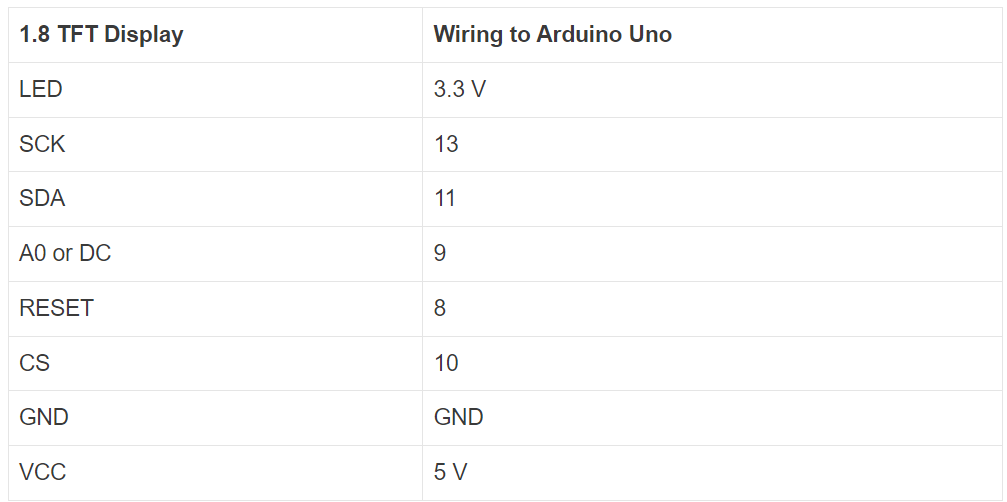 1.8 TFT Display Wiring to Arduino Uno
LED 3.3 V
SCK 13
SDA 11
A0 or DC 9
RESET 8
CS 10
GND GND
VCC 5 V